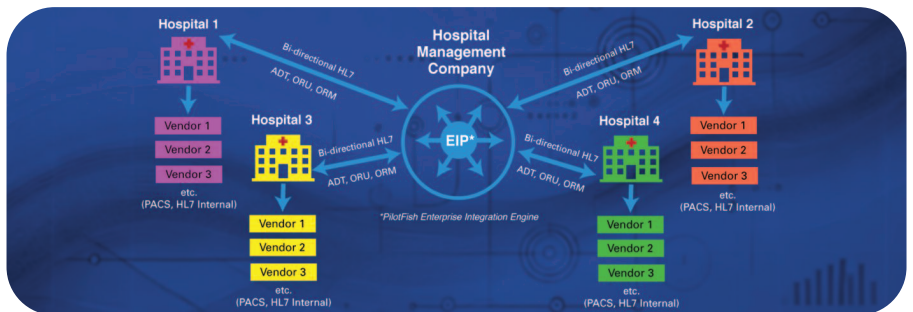 Hospital 1
Hospital
Management
Company
Hospital 2
Bi-directional HL7
ADT, ORU, ORM
Bi-directional HL7
ADT, ORU, ORM
Vendor 1
Vendor 2
Vendor 3
etc.
(PACS, HL7 Internal)
Hospital 3
Bi-directional HL7
ADT, ORU, ORM
EIP*
Hospital 4
Bi-directional HL7
ADT, ORU, ORM
Vendor 1
Vendor 2
Vendor 3
etc.
(PACS, HL7 Internal)
*PilotFish Enterprise Integration Engine
Vendor 1
Vendor 2
Vendor 3
etc.
(PACS, HL7 Internal)
Vendor 1
Vendor 2
Vendor 3
etc.
(PACS, HL7 Internal)